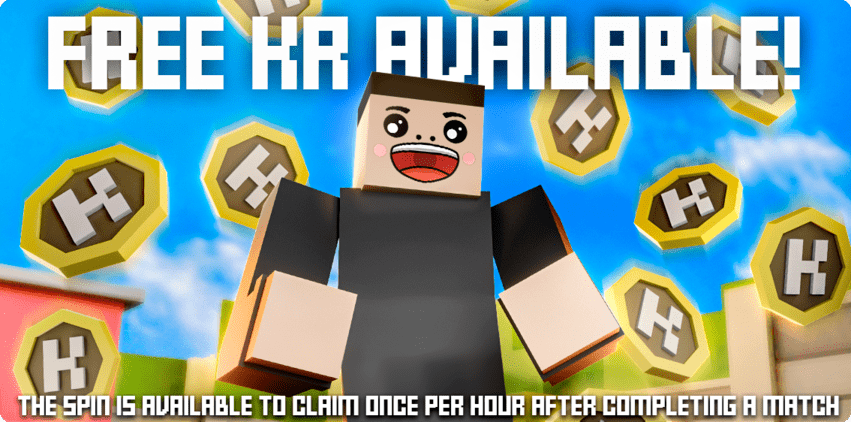 FREE KR AVAILABLE!
K
K
K
K
K
K
K
K
K
THE SPIN IS AVAILABLE TO CLAIM ONCE PER HOUR AFTER COMPLETING A MATCH